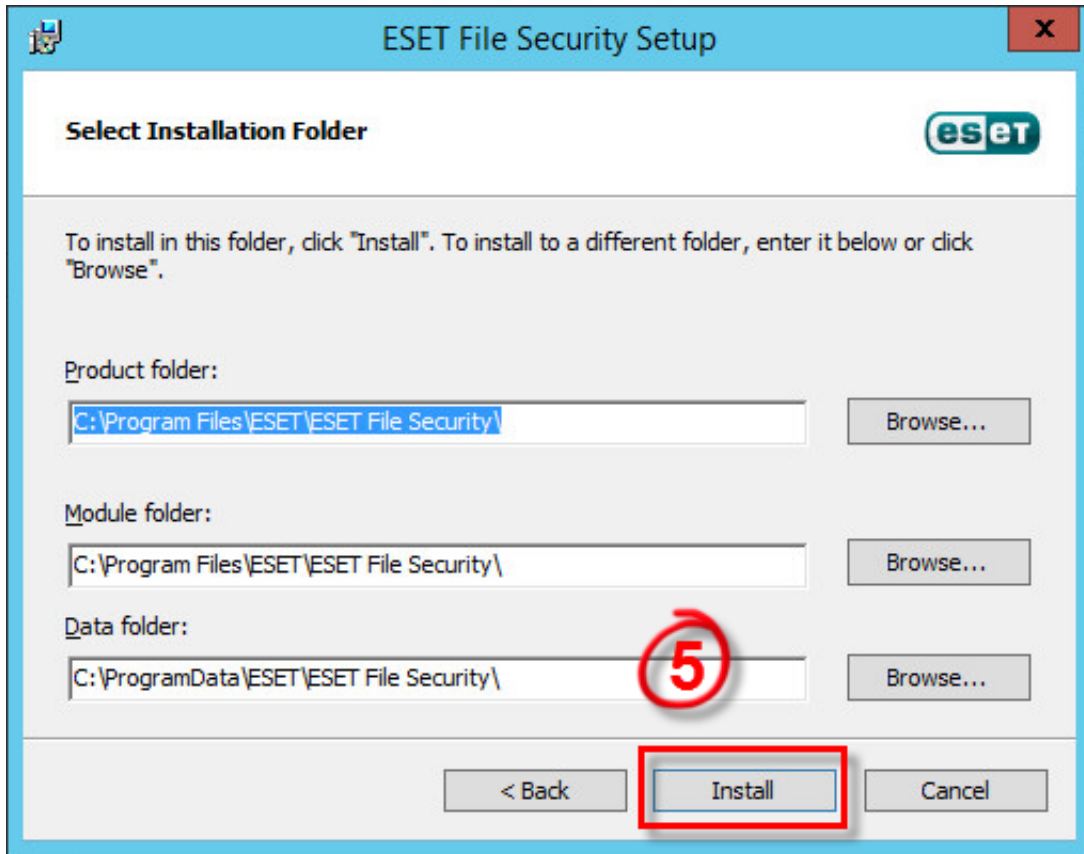 ESET File Security Setup
x
Select Installation Folder
eseT
To install in this folder, click "Install". To install to a different folder, enter it below or click
"Browse".
Product folder:
C:\Program Files\ESET\ESET File Security\
Browse...
Module folder:
C:\Program Files\ESET\ESET File Security\
Browse...
Data folder:
C:\ProgramData\ESET\ESET File Security\
Browse...
5
< Back
Install
Cancel